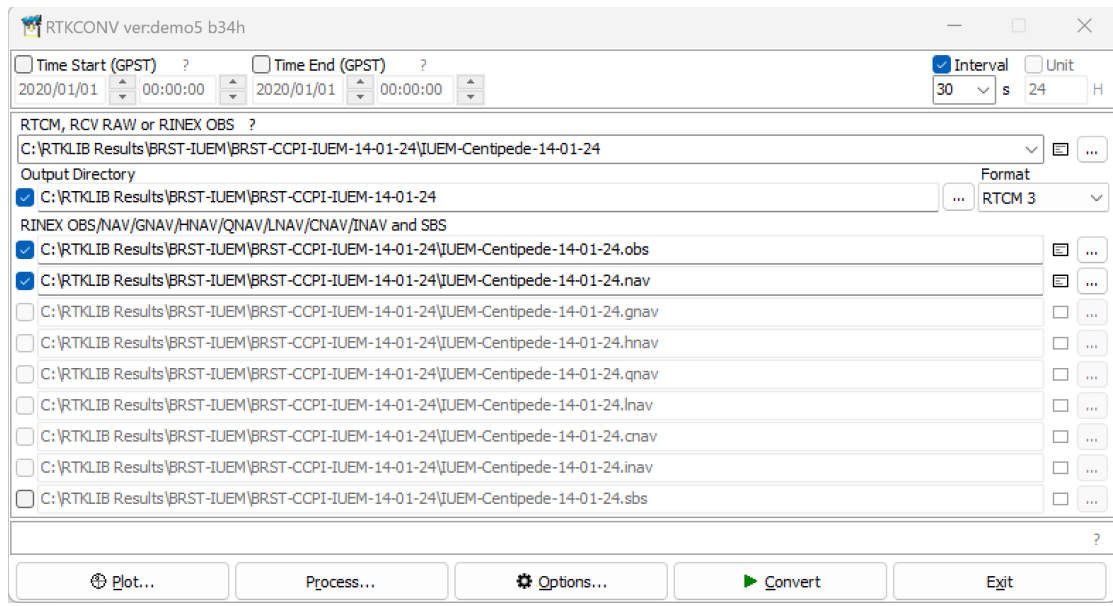 RTKCONV ver:demo5 b34h
Time Start (GPST) ? Time End (GPST) ? Interval Unit
2020/01/01 00:00:00 2020/01/01 00:00:00 30 s 24 H
RTCM, RCV RAW or RINEX OBS ?
C:\RTKLIB Results\BRST-IUEM\BRST-CCPI-IUEM-14-01-24\IUEM-Centipede-14-01-24 ...
Output Directory Format
C:\RTKLIB Results\BRST-IUEM\BRST-CCPI-IUEM-14-01-24 ... RTCM 3
RINEX OBS/NAV/GNAV/HNAV/QNAV/LNAV/CNAV/INAV and SBS
C:\RTKLIB Results\BRST-IUEM\BRST-CCPI-IUEM-14-01-24\IUEM-Centipede-14-01-24.obs ...
C:\RTKLIB Results\BRST-IUEM\BRST-CCPI-IUEM-14-01-24\IUEM-Centipede-14-01-24.nav ...
C:\RTKLIB Results\BRST-IUEM\BRST-CCPI-IUEM-14-01-24\IUEM-Centipede-14-01-24.gnav ...
C:\RTKLIB Results\BRST-IUEM\BRST-CCPI-IUEM-14-01-24\IUEM-Centipede-14-01-24.hnav ...
C:\RTKLIB Results\BRST-IUEM\BRST-CCPI-IUEM-14-01-24\IUEM-Centipede-14-01-24.qnav ...
C:\RTKLIB Results\BRST-IUEM\BRST-CCPI-IUEM-14-01-24\IUEM-Centipede-14-01-24.lnav ...
C:\RTKLIB Results\BRST-IUEM\BRST-CCPI-IUEM-14-01-24\IUEM-Centipede-14-01-24.cnav ...
C:\RTKLIB Results\BRST-IUEM\BRST-CCPI-IUEM-14-01-24\IUEM-Centipede-14-01-24.inav ...
C:\RTKLIB Results\BRST-IUEM\BRST-CCPI-IUEM-14-01-24\IUEM-Centipede-14-01-24.sbs ...
?
Plot... Process... Options... Convert Exit